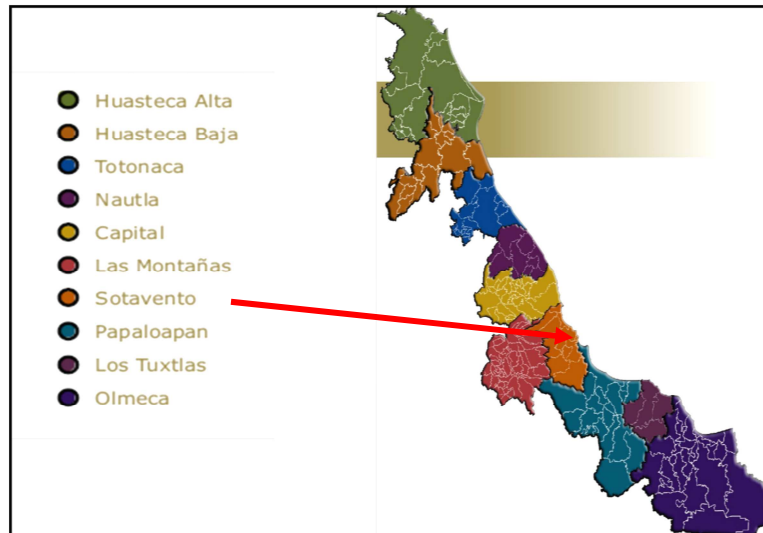 Huasteca Alta
Huasteca Baja
Totonaca
Nautla
Capital
Las Montañas
Sotavento
Papaloapan
Los Tuxtlas
Olmeca